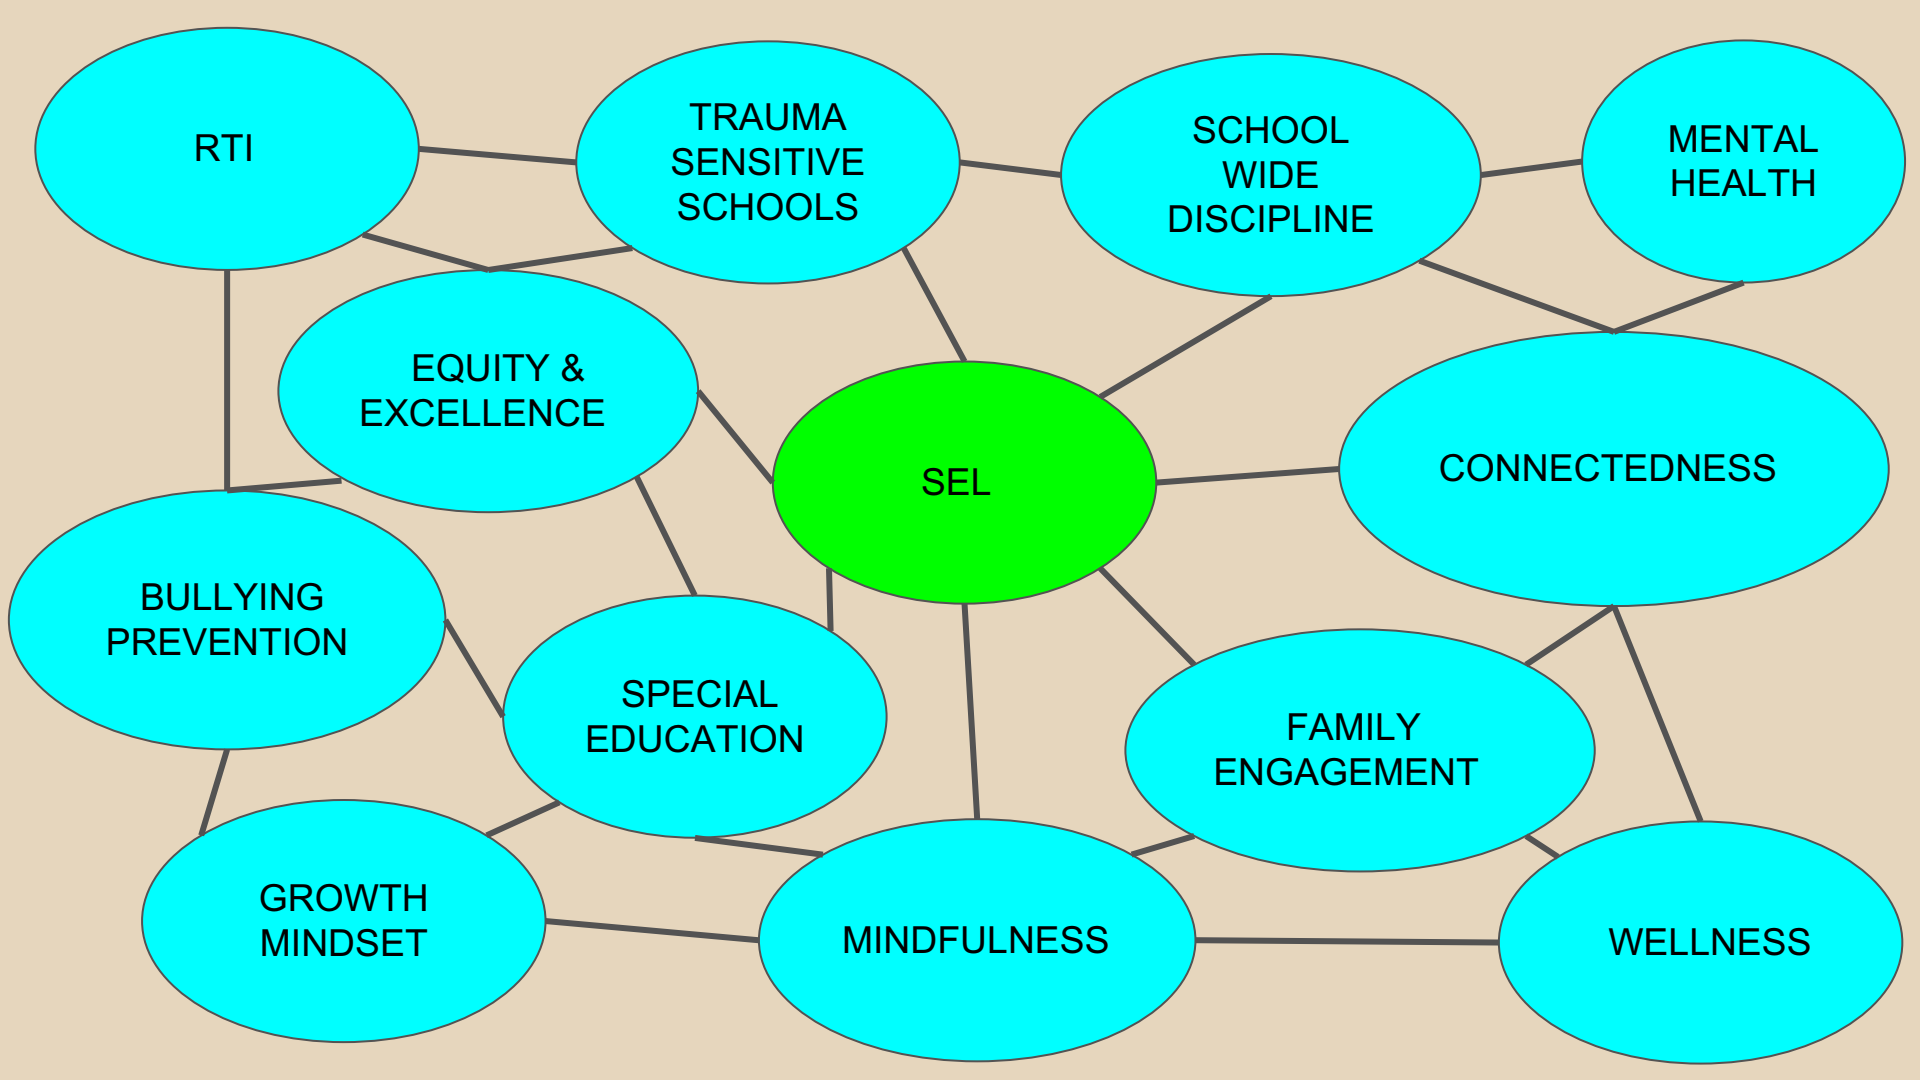 RTI
TRAUMA
SENSITIVE
SCHOOLS
SCHOOL
WIDE
DISCIPLINE
MENTAL
HEALTH
EQUITY &
EXCELLENCE
SEL
CONNECTEDNESS
BULLYING
PREVENTION
SPECIAL
EDUCATION
FAMILY
ENGAGEMENT
GROWTH
MINDSET
MINDFULNESS
WELLNESS